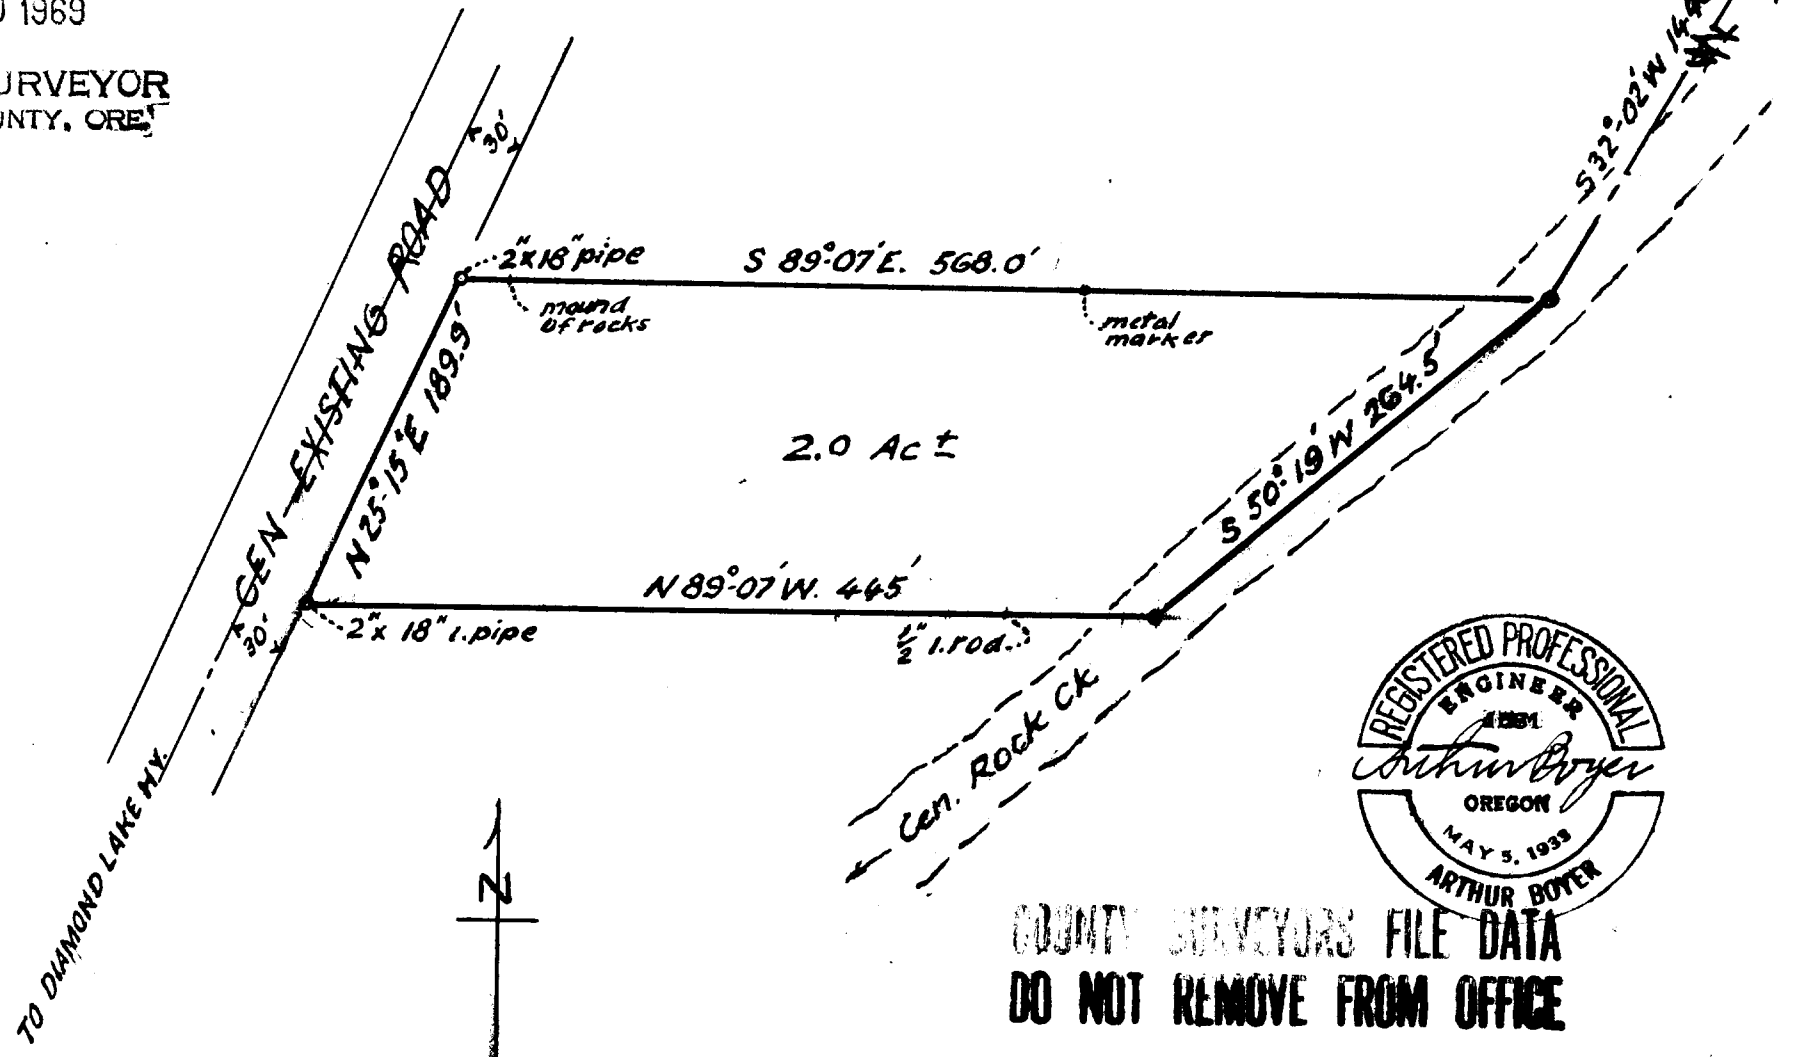 1969
SURVEYOR
COUNTY, ORE.
30'
S 32°-02' W
2"x18" pipe
S 89°-07' E. 568.0'
mound
of rocks
metal
marker
CEN EXISTING ROAD
N 25°-15' E 189.9'
2.0 Ac ±
S 50°-19' W 264.5'
N 89°-07' W. 445'
30'
2"x 18" i.pipe
1/2" i.rod.
Cen. Rock Ck
TO DIAMOND LAKE HY.
N
REGISTERED PROFESSIONAL
ENGINEER
Arthur Boyer
OREGON
MAY 5, 1933
ARTHUR BOYER
COUNTY SURVEYORS FILE DATA
DO NOT REMOVE FROM OFFICE